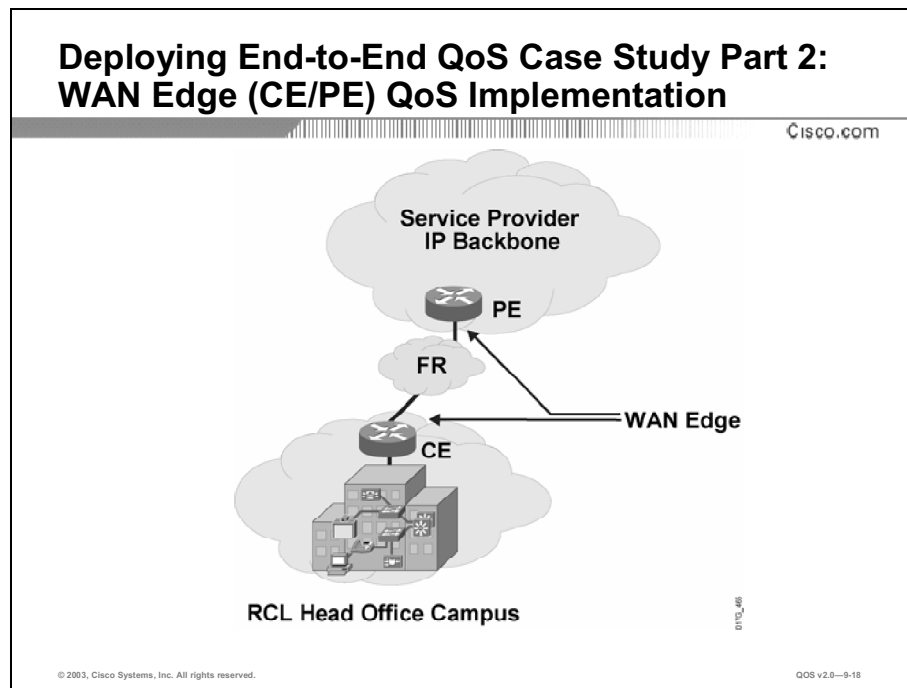 Deploying End-to-End QoS Case Study Part 2:
WAN Edge (CE/PE) QoS Implementation
Cisco.com
Service Provider
IP Backbone
PE
FR
WAN Edge
CE
RCL Head Office Campus
© 2003, Cisco Systems, Inc. All rights reserved.
QOS v2.0—9-18